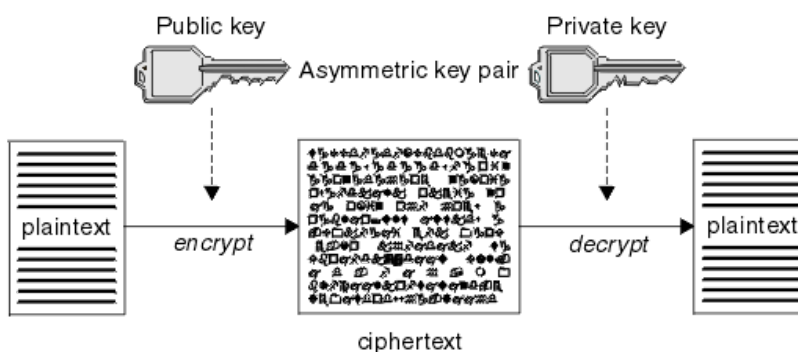 Public key
Private key
Asymmetric key pair
plaintext
encrypt
decrypt
plaintext
ciphertext